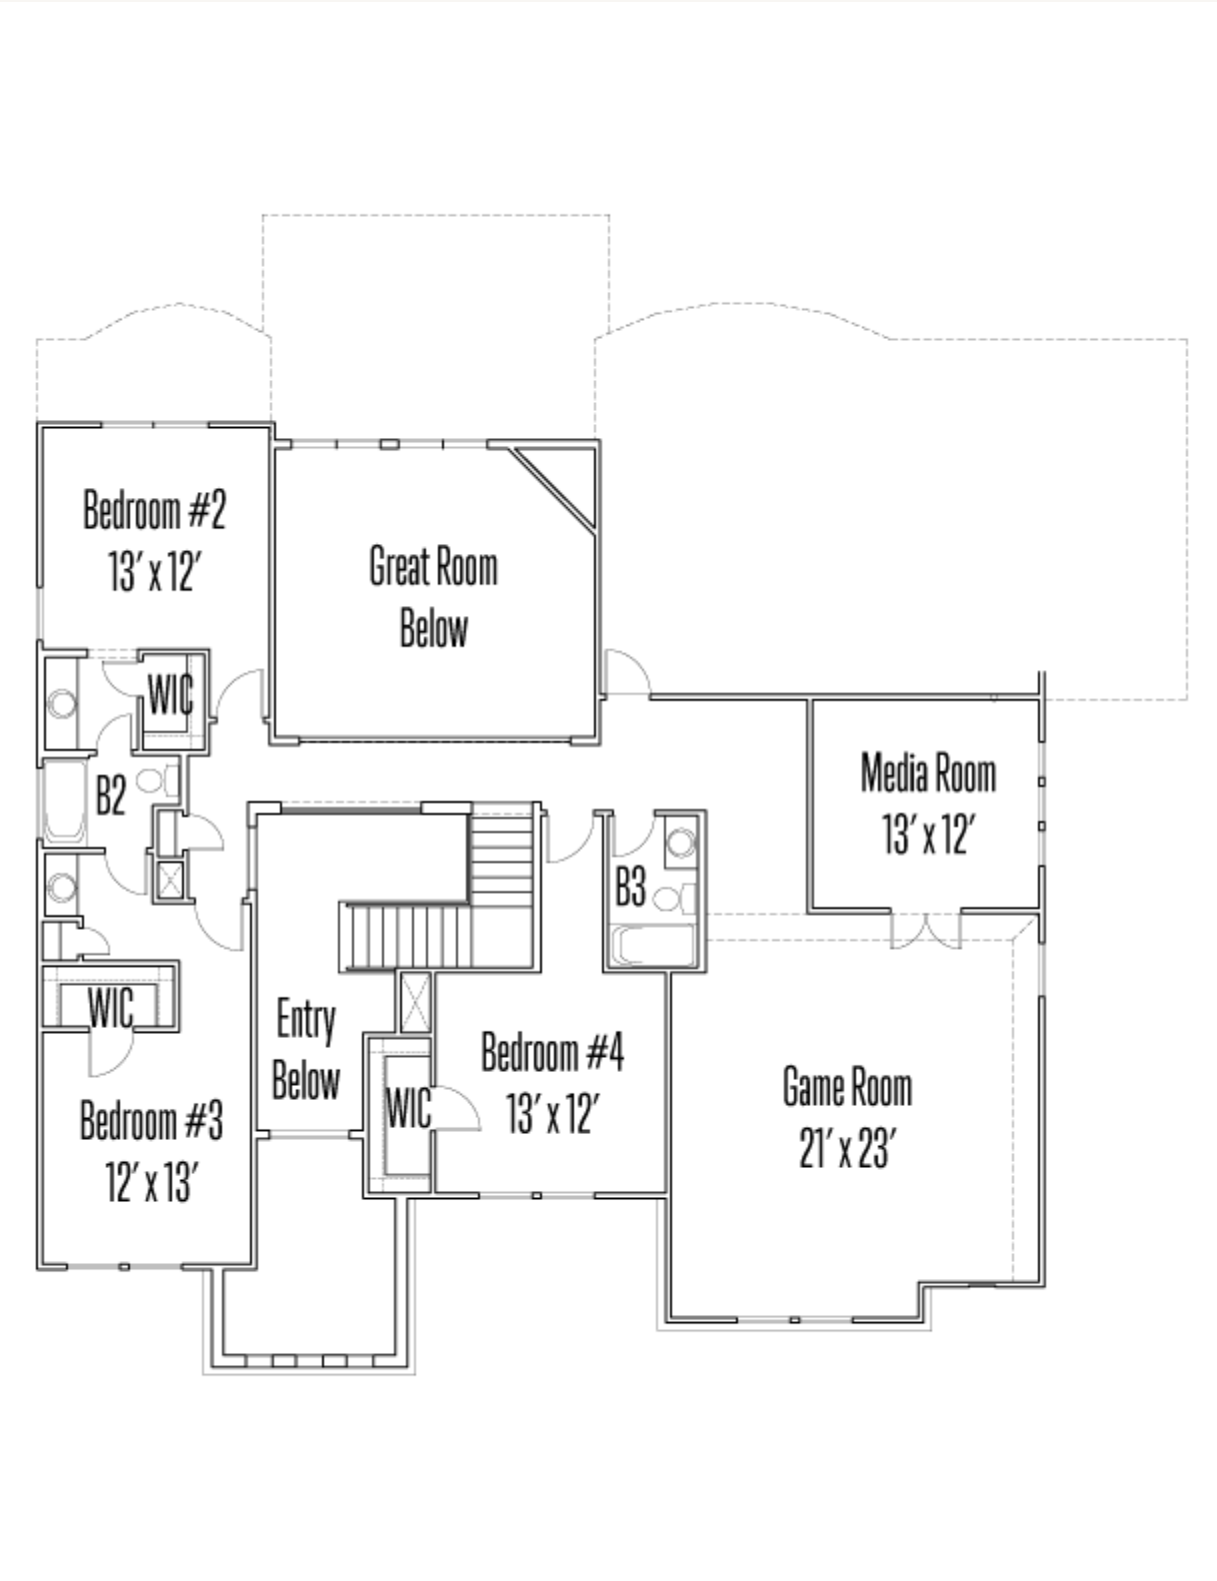 Bedroom #2
13′ x 12′
Great Room
Below
WIC
B2
Media Room
13′ x 12′
B3
WIC
Entry
Below
Bedroom #4
13′ x 12′
WIC
Game Room
21′ x 23′
Bedroom #3
12′ x 13′